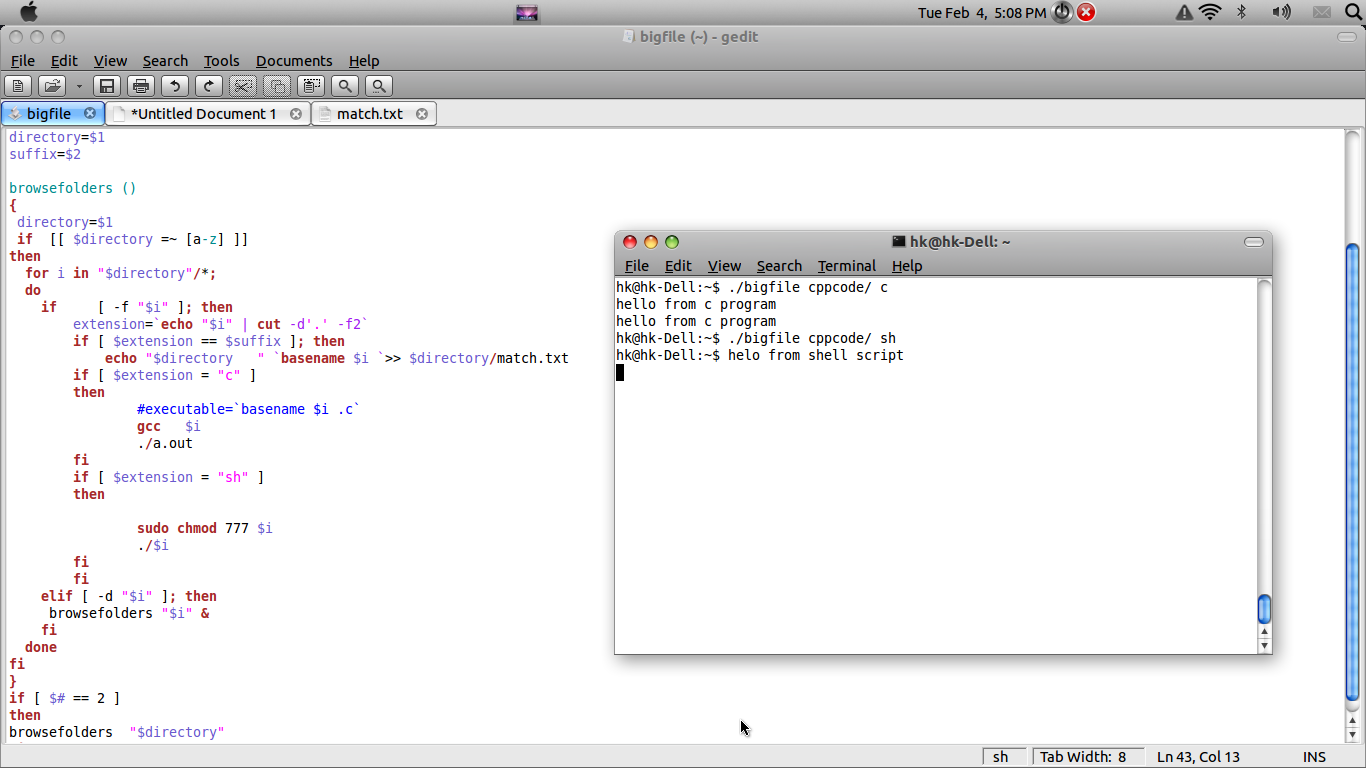 Tue Feb 4, 5:08 PM
bigfile (~) - gedit
File Edit View Search Tools Documents Help
bigfile *Untitled Document 1 match.txt
directory=$1
suffix=$2
browsefolders ()
{
 directory=$1
 if  [[ $directory =~ [a-z] ]]
then
  for i in "$directory"/*;
  do
    if     [ -f "$i" ]; then
        extension=`echo "$i" | cut -d'.' -f2`
        if [ $extension == $suffix ]; then
            echo "$directory   " `basename $i `>> $directory/match.txt
        if [ $extension = "c" ]
        then
                #executable=`basename $i .c`
                gcc   $i
                ./a.out
        fi
        if [ $extension = "sh" ]
        then
                sudo chmod 777 $i
                ./$i
        fi
        fi
    elif [ -d "$i" ]; then
     browsefolders "$i" &
    fi
  done
fi
}
if [ $# == 2 ]
then
browsefolders  "$directory"
hk@hk-Dell: ~
File Edit View Search Terminal Help
hk@hk-Dell:~$ ./bigfile cppcode/ c
hello from c program
hello from c program
hk@hk-Dell:~$ ./bigfile cppcode/ sh
hk@hk-Dell:~$ helo from shell script
sh Tab Width: 8 Ln 43, Col 13 INS